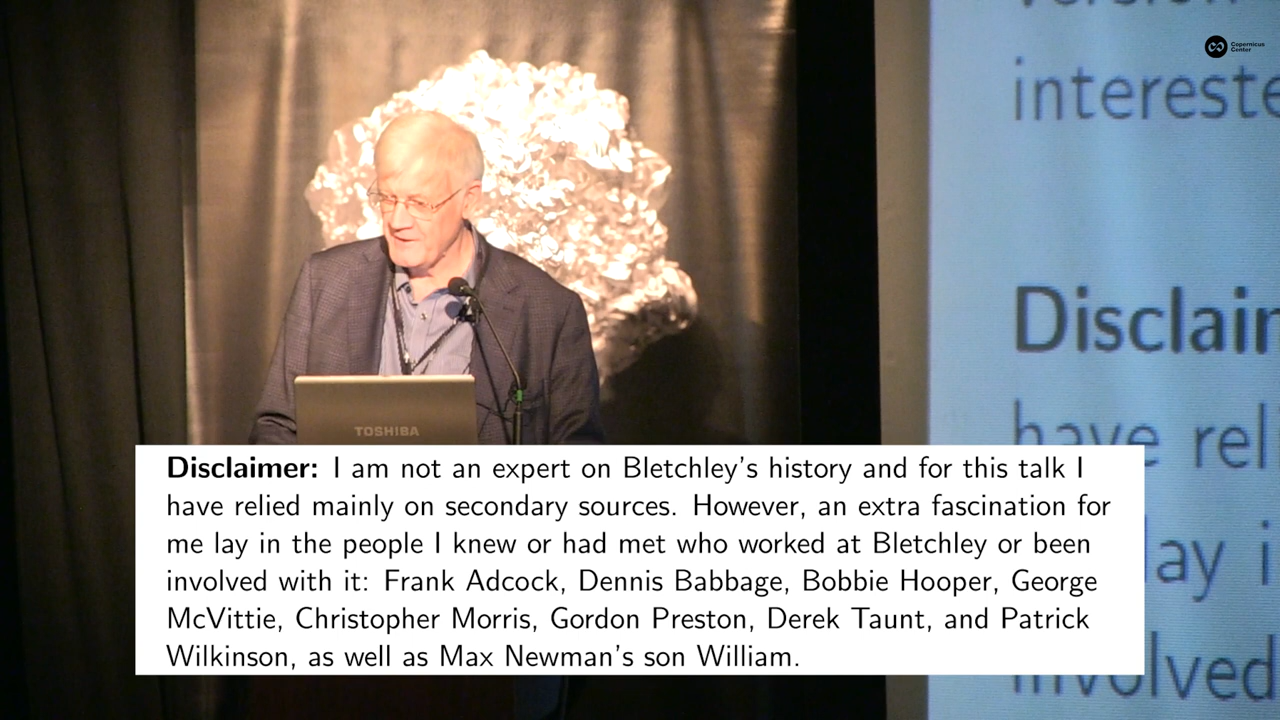 Copernicus
Center
intereste
Disclair
have rel
lay i
TOSHIBA
Disclaimer: I am not an expert on Bletchley's history and for this talk I
have relied mainly on secondary sources. However, an extra fascination for
me lay in the people I knew or had met who worked at Bletchley or been
involved with it: Frank Adcock, Dennis Babbage, Bobbie Hooper, George
McVittie, Christopher Morris, Gordon Preston, Derek Taunt, and Patrick
Wilkinson, as well as Max Newman's son William.